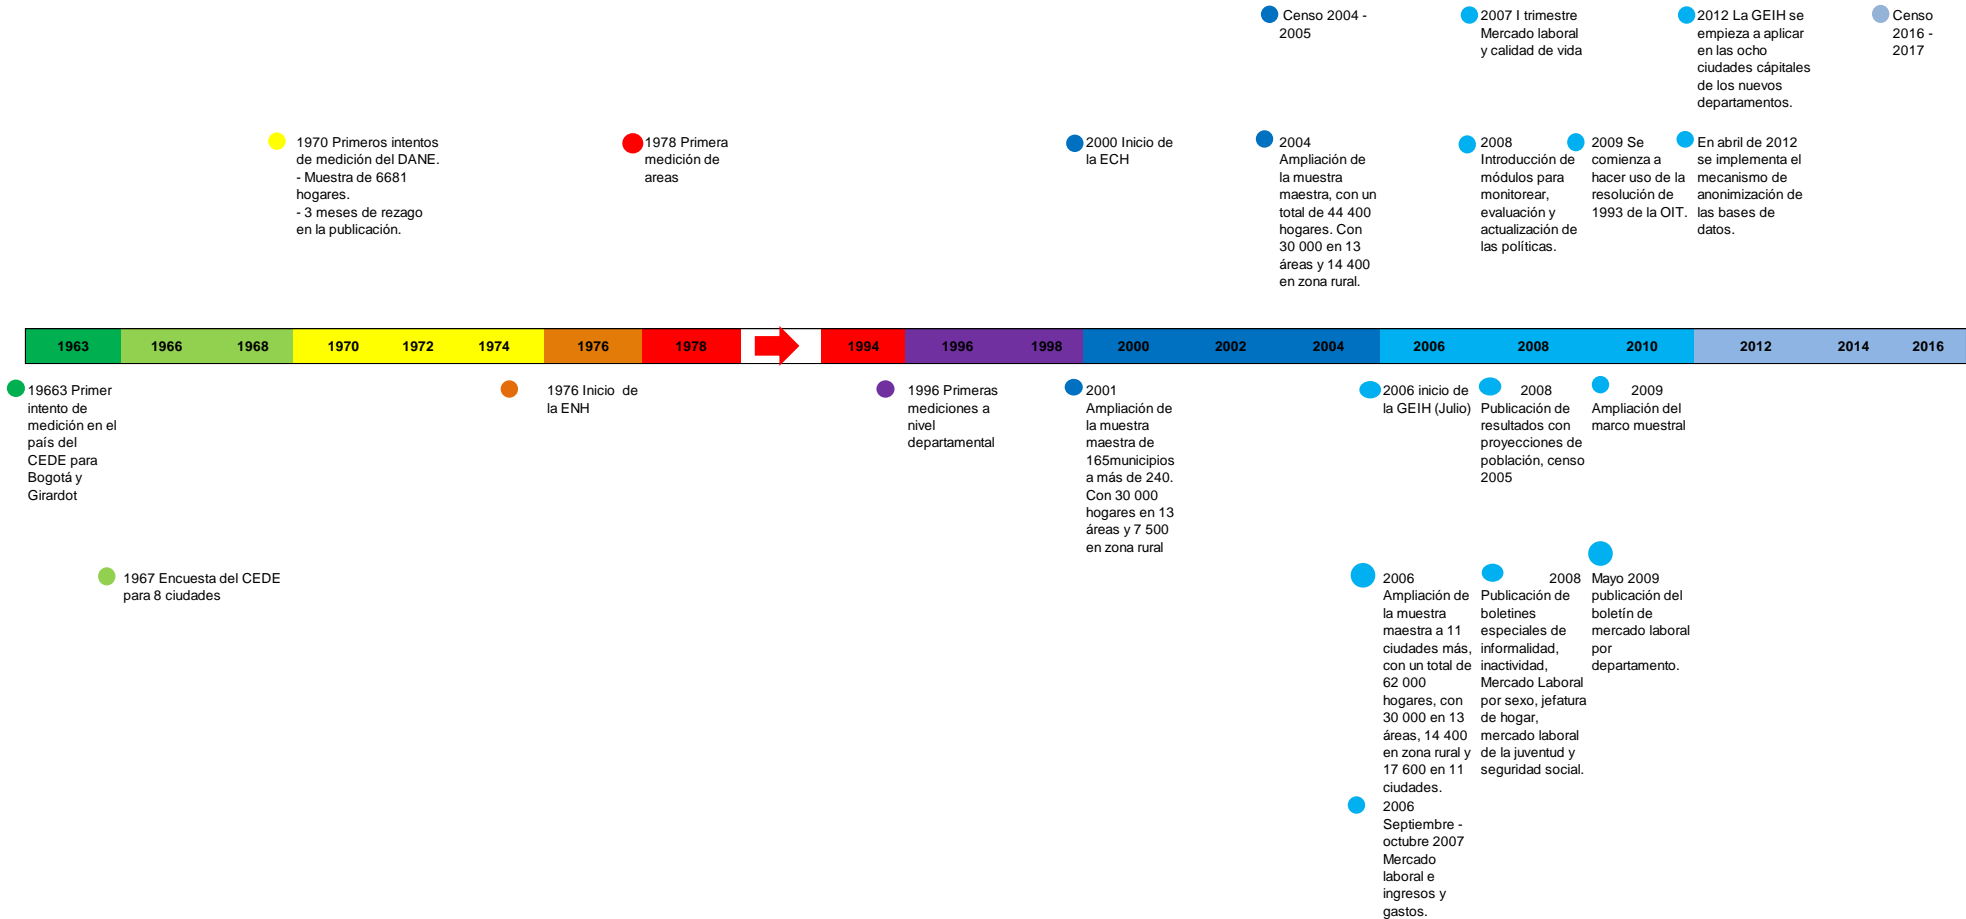 Censo 2004 -
2005
2007 I trimestre
Mercado laboral
y calidad de vida
2012 La GEIH se
empieza a aplicar
en las ocho
ciudades cápitales
de los nuevos
departamentos.
Censo
2016 -
2017
1970 Primeros intentos
de medición del DANE.
- Muestra de 6681
hogares.
- 3 meses de rezago
en la publicación.
1978 Primera
medición de
areas
2000 Inicio de
la ECH
2004
Ampliación de
la muestra
maestra, con un
total de 44 400
hogares. Con
30 000 en 13
áreas y 14 400
en zona rural.
2008
Introducción de
módulos para
monitorear,
evaluación y
actualización de
las políticas.
2009 Se
comienza a
hacer uso de la
resolución de
1993 de la OIT.
En abril de 2012
se implementa el
mecanismo de
anonimización de
las bases de
datos.
1963 1966 1968 1970 1972 1974 1976 1978 1994 1996 1998 2000 2002 2004 2006 2008 2010 2012 2014 2016
19663 Primer
intento de
medición en el
país del
CEDE para
Bogotá y
Girardot
1976 Inicio de
la ENH
1996 Primeras
mediciones a
nivel
departamental
2001
Ampliación de
la muestra
maestra de
165municipios
a más de 240.
Con 30 000
hogares en 13
áreas y 7 500
en zona rural
2006 inicio de
la GEIH (Julio)
2008
Publicación de
resultados con
proyecciones de
población, censo
2005
2009
Ampliación del
marco muestral
1967 Encuesta del CEDE
para 8 ciudades
2006
Ampliación de
la muestra
maestra a 11
ciudades más,
con un total de
62 000
hogares, con
30 000 en 13
áreas, 14 400
en zona rural y
17 600 en 11
ciudades.
2008
Publicación de
boletines
especiales de
informalidad,
inactividad,
Mercado Laboral
por sexo, jefatura
de hogar,
mercado laboral
de la juventud y
seguridad social.
Mayo 2009
publicación del
boletín de
mercado laboral
por
departamento.
2006
Septiembre -
octubre 2007
Mercado
laboral e
ingresos y
gastos.